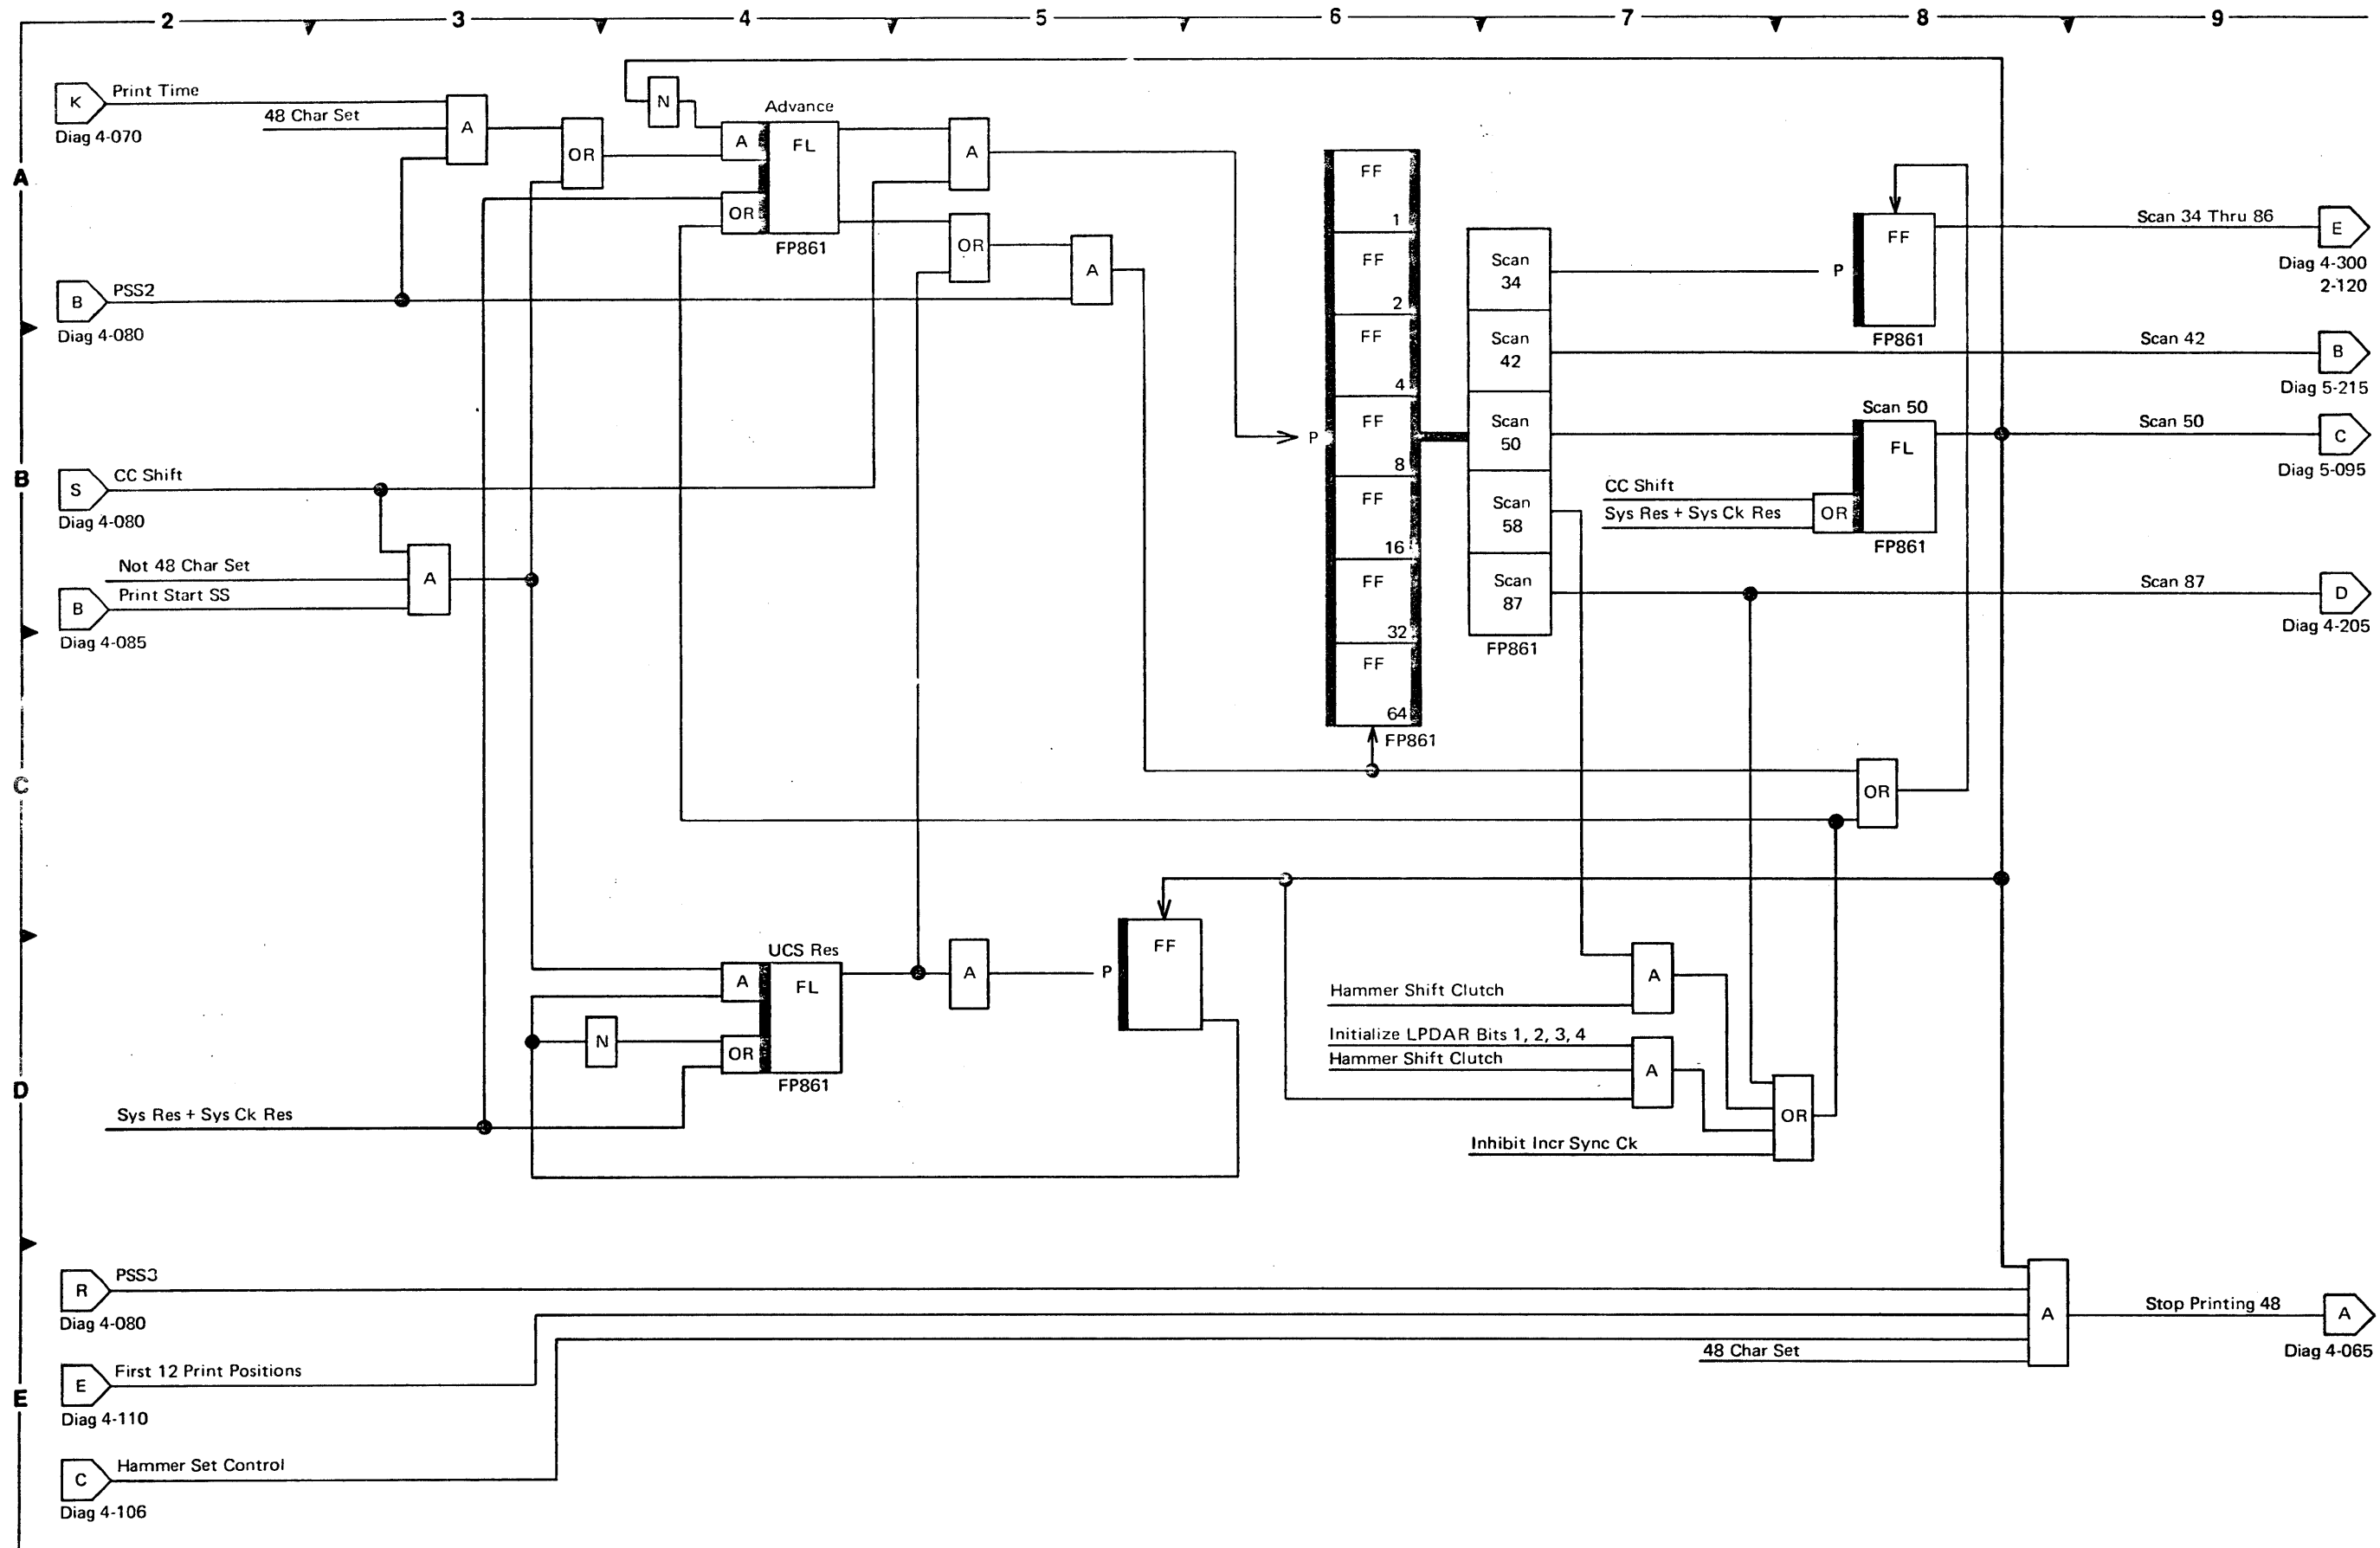 2 3 4 5 6 7 8 9
A
B
C
D
E
K Print Time
Diag 4-070
48 Char Set
A
OR
N
Advance
A FL
OR
FP861
A
OR
A
B PSS2
Diag 4-080
S CC Shift
Diag 4-080
Not 48 Char Set
A
B Print Start SS
Diag 4-085
P
FF
1
FF
2
FF
4
FF
8
FF
16
FF
32
FF
64
FP861
Scan
34
Scan
42
Scan
50
Scan
58
Scan
87
FP861
P
FF
FP861
Scan 34 Thru 86 E
Diag 4-300
2-120
Scan 42 B
Diag 5-215
Scan 50
FL
CC Shift
Sys Res + Sys Ck Res OR
FP861
Scan 50 C
Diag 5-095
Scan 87 D
Diag 4-205
OR
UCS Res
A FL
N
OR
FP861
A
P
FF
Sys Res + Sys Ck Res
Hammer Shift Clutch
A
Initialize LPDAR Bits 1, 2, 3, 4
Hammer Shift Clutch
A
OR
Inhibit Incr Sync Ck
R PSS3
Diag 4-080
E First 12 Print Positions
Diag 4-110
C Hammer Set Control
Diag 4-106
48 Char Set
A
Stop Printing 48 A
Diag 4-065